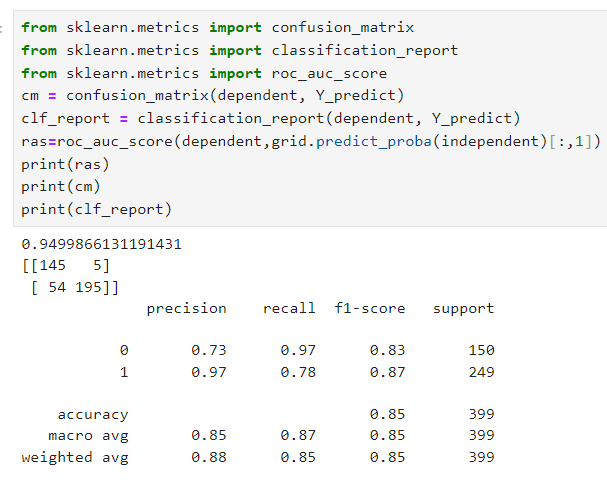 from sklearn.metrics import confusion_matrix
from sklearn.metrics import classification_report
from sklearn.metrics import roc_auc_score
cm = confusion_matrix(dependent, Y_predict)
clf_report = classification_report(dependent, Y_predict)
ras=roc_auc_score(dependent,grid.predict_proba(independent)[:,1])
print(ras)
print(cm)
print(clf_report)
0.9499866131191431
[[145   5]
 [ 54 195]]
              precision    recall  f1-score   support
           0       0.73      0.97      0.83       150
           1       0.97      0.78      0.87       249
    accuracy                           0.85       399
   macro avg       0.85      0.87      0.85       399
weighted avg       0.88      0.85      0.85       399